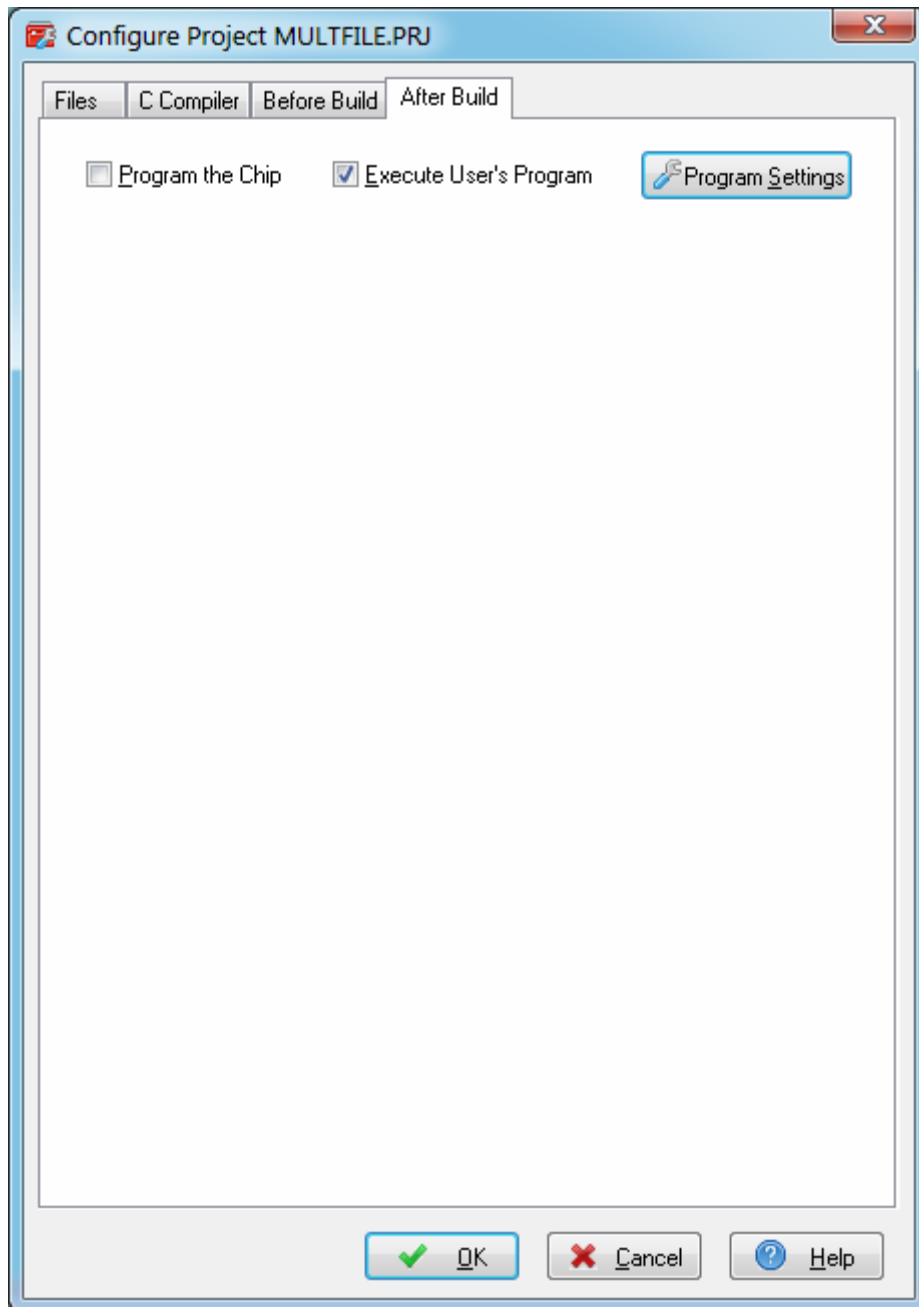 Configure Project MULTFILE.PRJ
Files C Compiler Before Build After Build
Program the Chip Execute User's Program Program Settings
OK Cancel Help